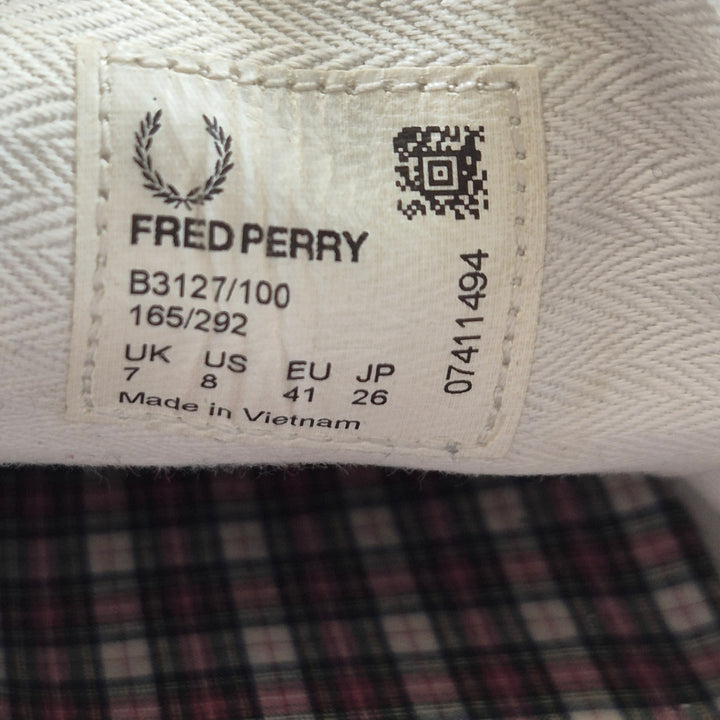 FRED PERRY
B3127/100
165/292
UK US EU JP
7 8 41 26
Made in Vietnam
07411494